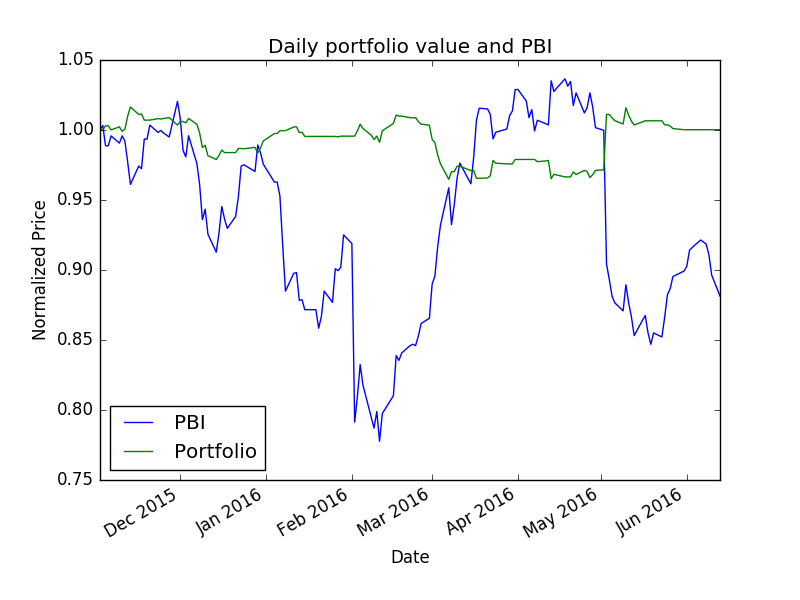 Daily portfolio value and PBI
1.05
1.00
0.95
0.90
0.85
0.80
0.75
Normalized Price
PBI
Portfolio
Dec 2015
Jan 2016
Feb 2016
Mar 2016
Apr 2016
May 2016
Jun 2016
Date